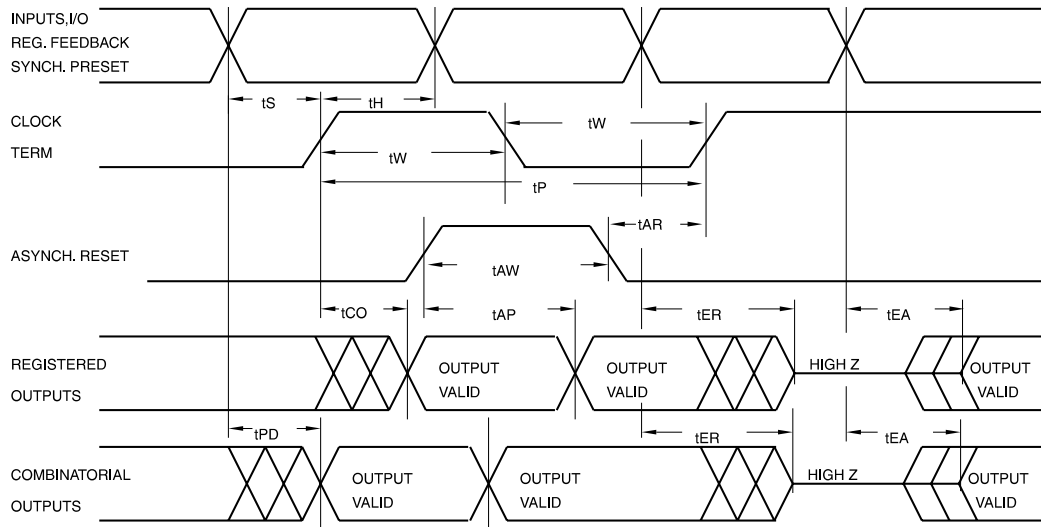 INPUTS,I/O
REG. FEEDBACK
SYNCH. PRESET
tS
tH
tW
CLOCK
TERM
tW
tP
tAR
ASYNCH. RESET
tAW
tCO
tAP
tER
tEA
REGISTERED
OUTPUTS
OUTPUT
VALID
OUTPUT
VALID
HIGH Z
OUTPUT
VALID
tPD
tER
tEA
COMBINATORIAL
OUTPUTS
OUTPUT
VALID
OUTPUT
VALID
HIGH Z
OUTPUT
VALID